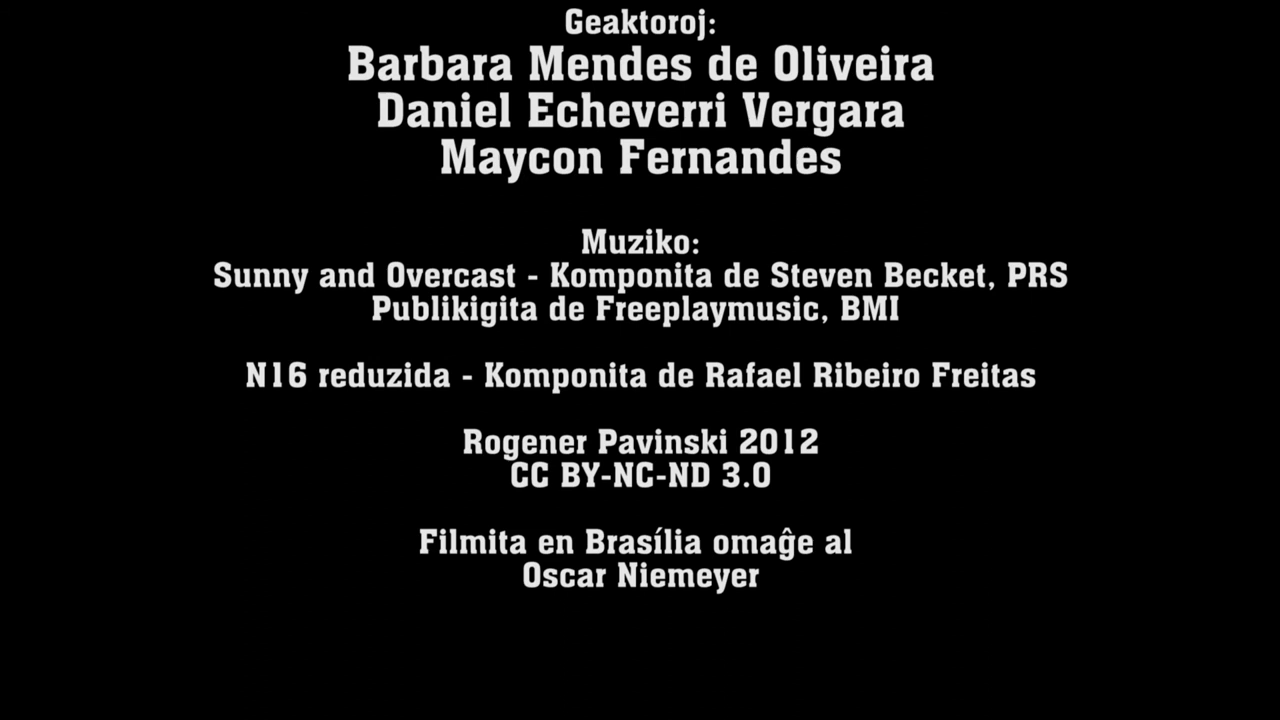 Geaktoroj:
Barbara Mendes de Oliveira
Daniel Echeverri Vergara
Maycon Fernandes
Muziko:
Sunny and Overcast - Komponita de Steven Becket, PRS
Publikigita de Freeplaymusic, BMI
N16 reduzida - Komponita de Rafael Ribeiro Freitas
Rogener Pavinski 2012
CC BY-NC-ND 3.0
Filmita en Brasília omaĝe al
Oscar Niemeyer